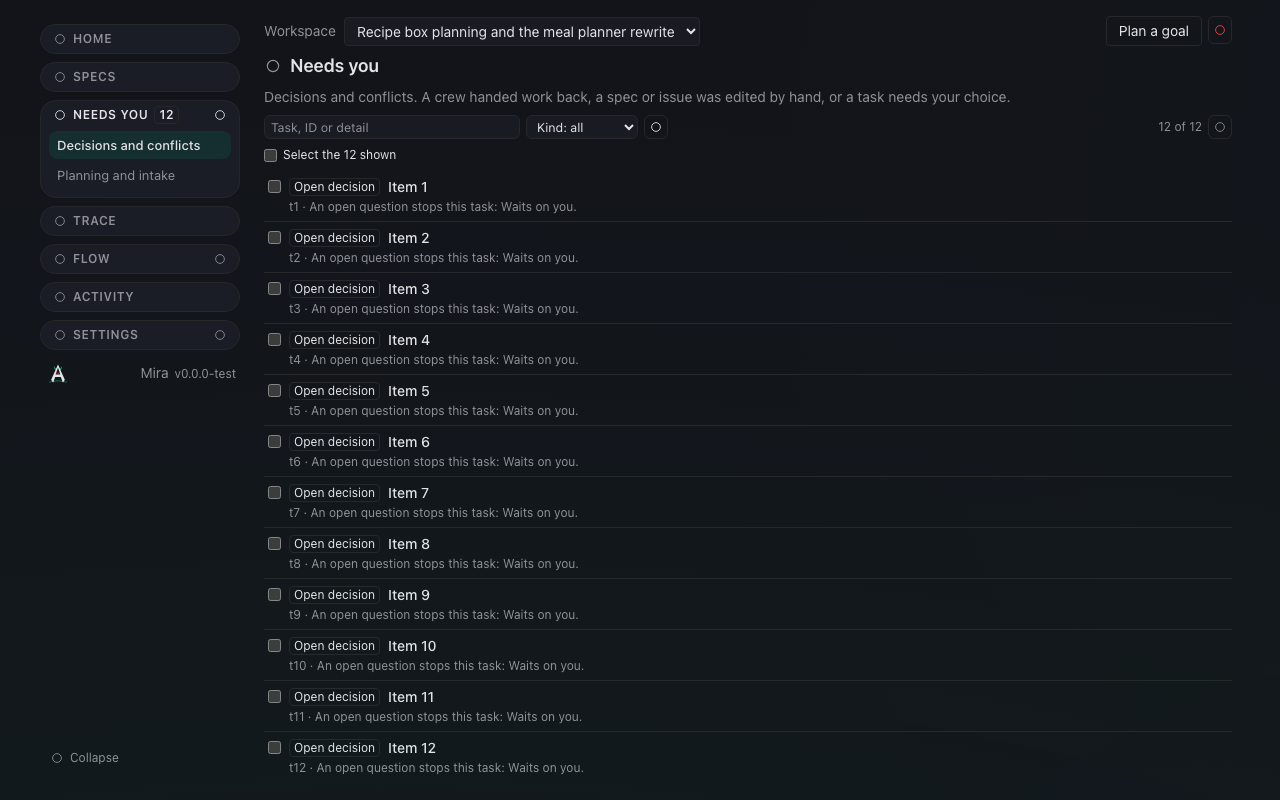 HOME
SPECS
NEEDS YOU 12
Decisions and conflicts
Planning and intake
TRACE
FLOW
ACTIVITY
SETTINGS
Mira v0.0.0-test
Collapse
Workspace Recipe box planning and the meal planner rewrite Plan a goal
Needs you
Decisions and conflicts. A crew handed work back, a spec or issue was edited by hand, or a task needs your choice.
Task, ID or detail Kind: all 12 of 12
Select the 12 shown
Open decision Item 1
t1 · An open question stops this task: Waits on you.
Open decision Item 2
t2 · An open question stops this task: Waits on you.
Open decision Item 3
t3 · An open question stops this task: Waits on you.
Open decision Item 4
t4 · An open question stops this task: Waits on you.
Open decision Item 5
t5 · An open question stops this task: Waits on you.
Open decision Item 6
t6 · An open question stops this task: Waits on you.
Open decision Item 7
t7 · An open question stops this task: Waits on you.
Open decision Item 8
t8 · An open question stops this task: Waits on you.
Open decision Item 9
t9 · An open question stops this task: Waits on you.
Open decision Item 10
t10 · An open question stops this task: Waits on you.
Open decision Item 11
t11 · An open question stops this task: Waits on you.
Open decision Item 12
t12 · An open question stops this task: Waits on you.